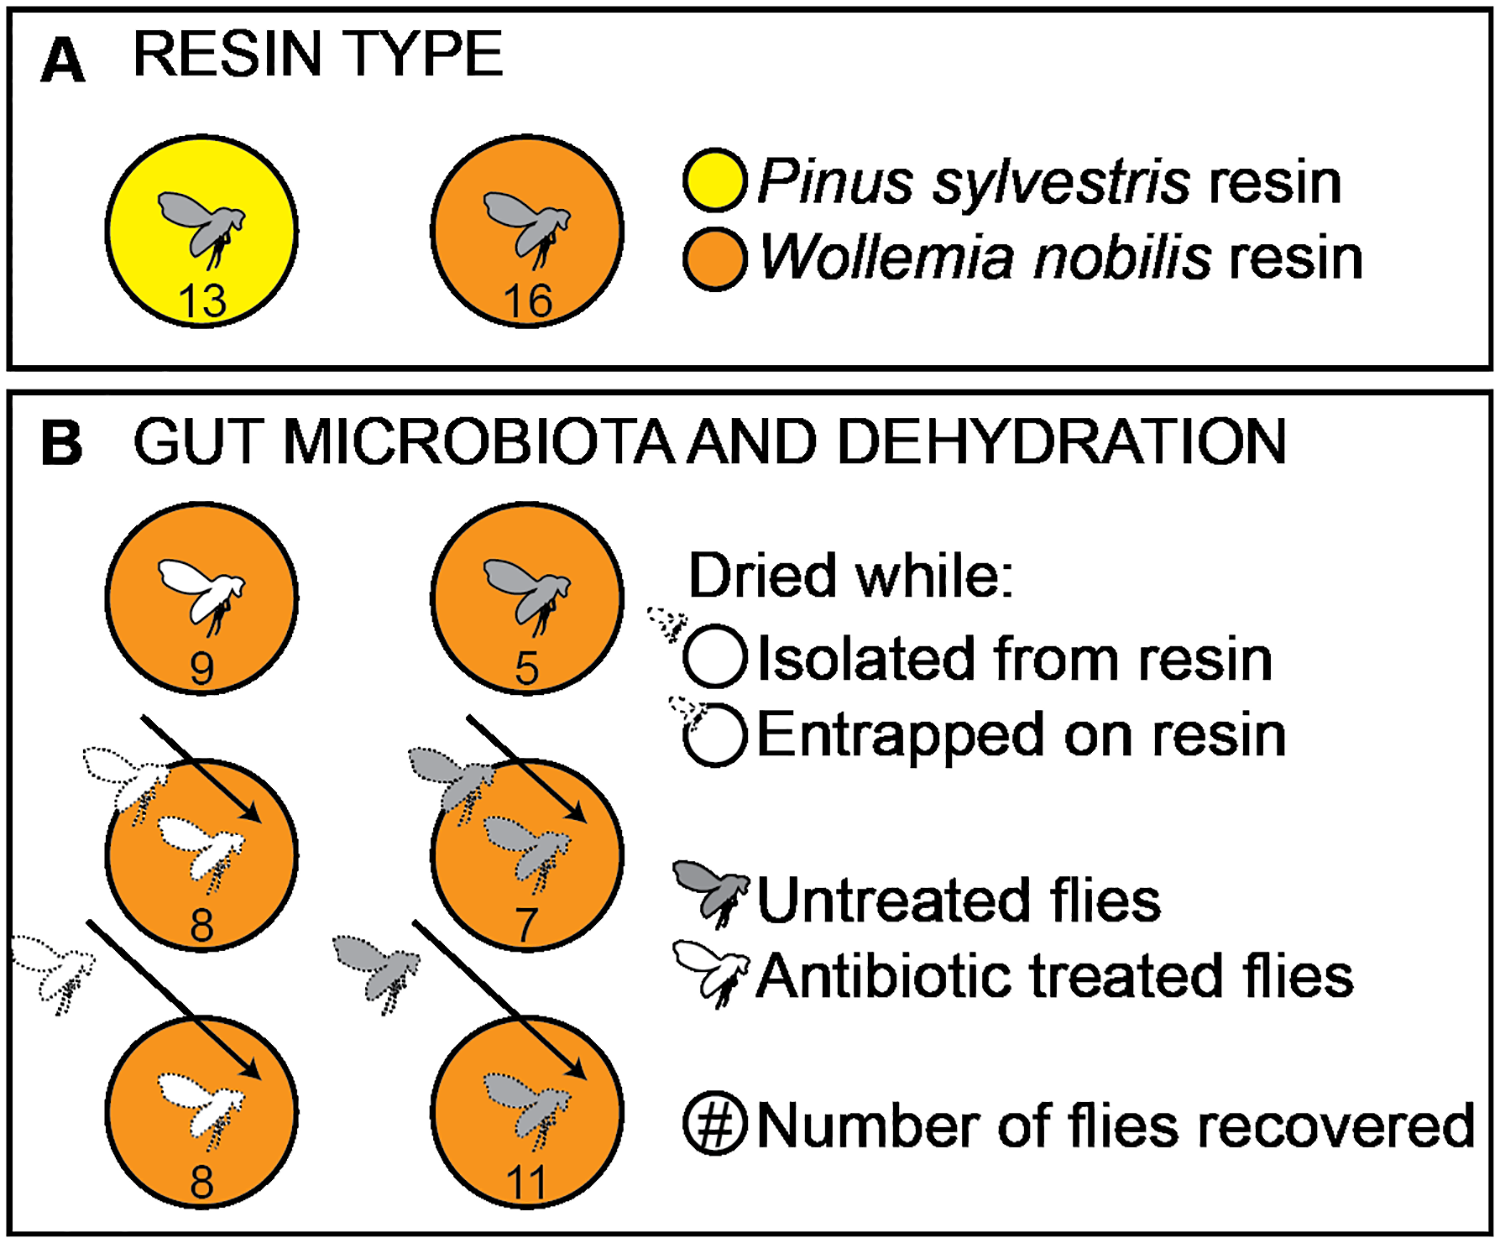 A RESIN TYPE
13
16
Pinus sylvestris resin
Wollemia nobilis resin
B GUT MICROBIOTA AND DEHYDRATION
9
5
Dried while:
Isolated from resin
Entrapped on resin
8
7
Untreated flies
Antibiotic treated flies
8
11
# Number of flies recovered